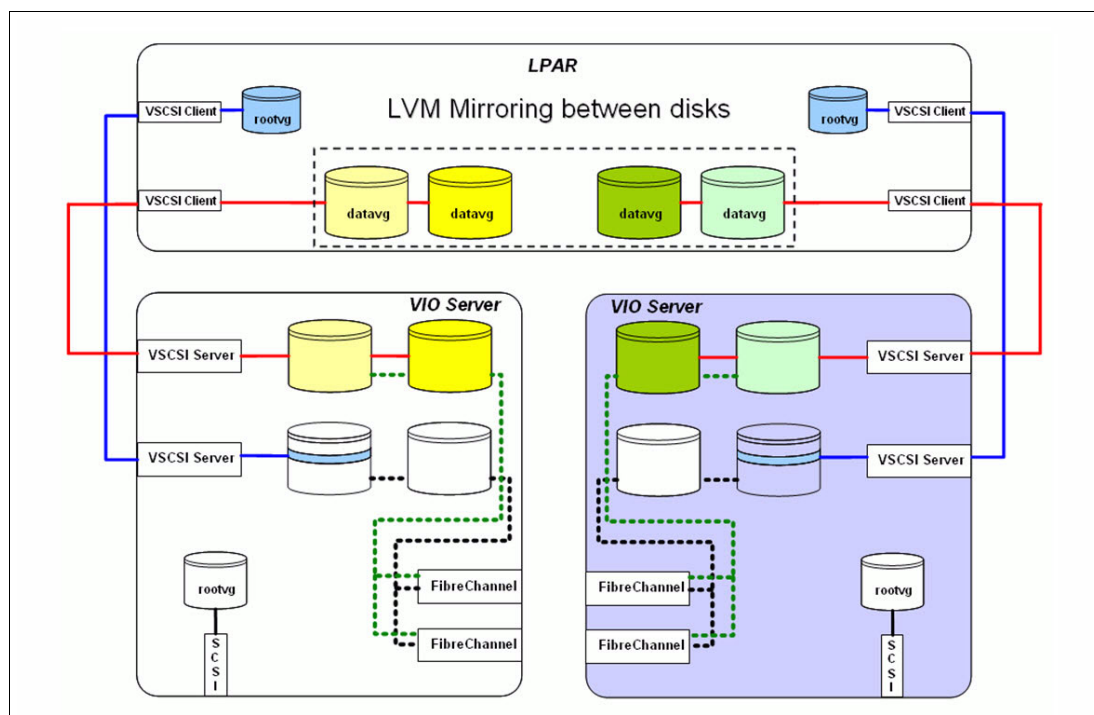 LPAR
LVM Mirroring between disks
VSCSI Client
rootvg
rootvg
VSCSI Client
VSCSI Client
datavg
datavg
datavg
datavg
VSCSI Client
VIO Server
VIO Server
VSCSI Server
VSCSI Server
VSCSI Server
VSCSI Server
rootvg
FibreChannel
FibreChannel
rootvg
FibreChannel
FibreChannel
SCSI
SCSI